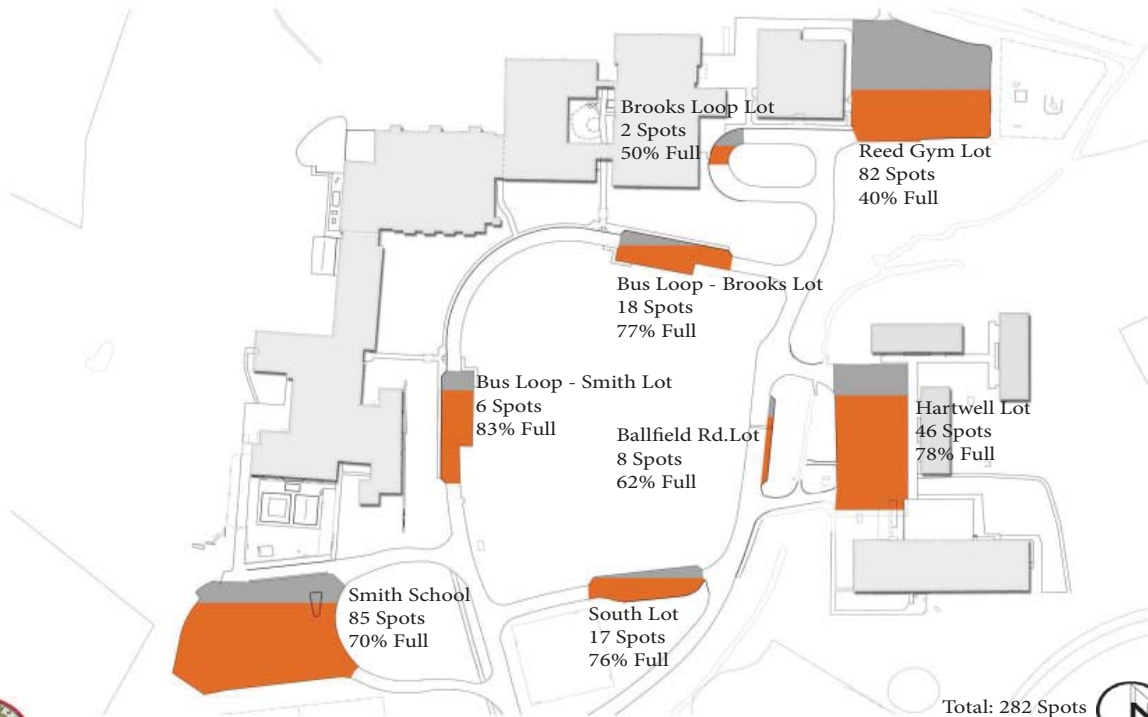 Brooks Loop Lot
2 Spots
50% Full
Reed Gym Lot
82 Spots
40% Full
Bus Loop - Brooks Lot
18 Spots
77% Full
Bus Loop - Smith Lot
6 Spots
83% Full
Ballfield Rd.Lot
8 Spots
62% Full
Hartwell Lot
46 Spots
78% Full
Smith School
85 Spots
70% Full
South Lot
17 Spots
76% Full
Total: 282 Spots
N